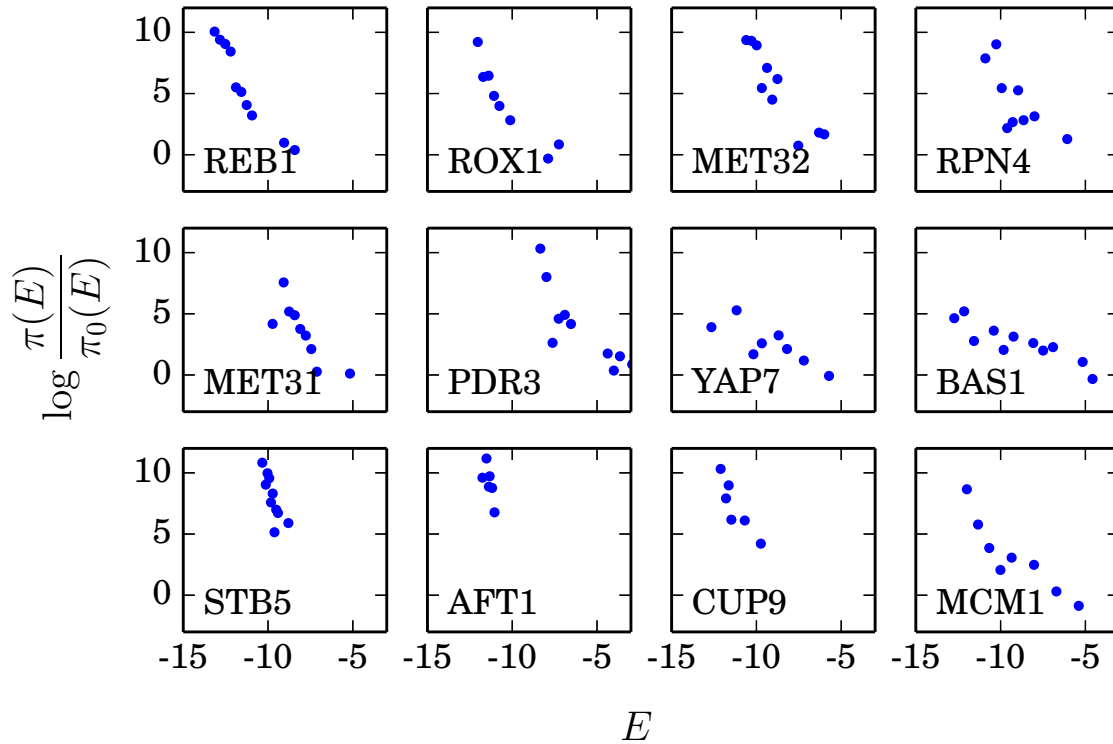 10
5
0
REB1 ROX1 MET32 RPN4
10
5
0
MET31 PDR3 YAP7 BAS1
log π(E)/π₀(E)
10
5
0
STB5 AFT1 CUP9 MCM1
-15 -10 -5 -15 -10 -5 -15 -10 -5 -15 -10 -5
E